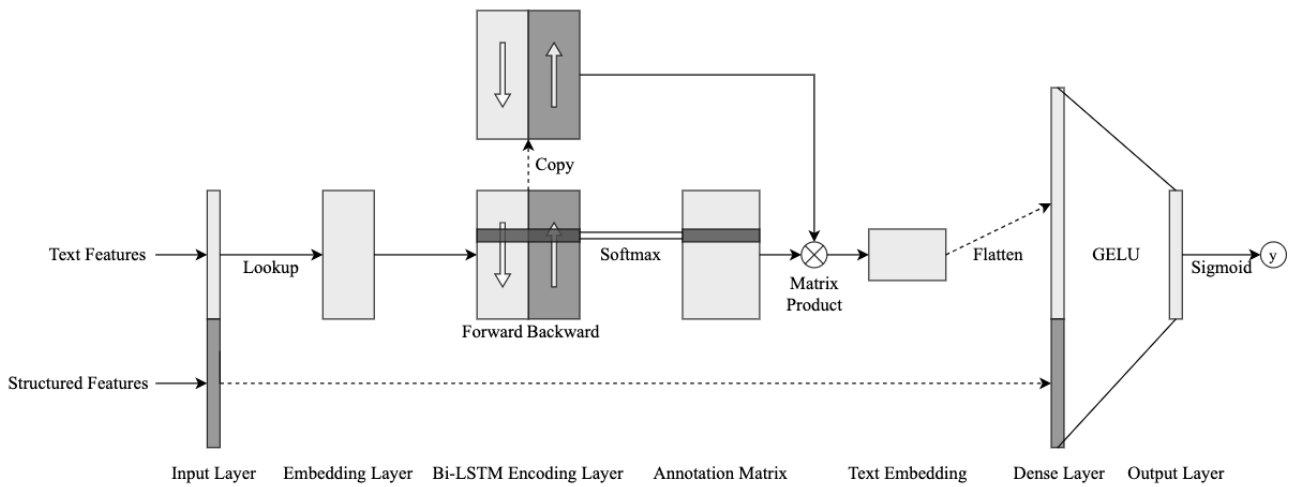 Copy
Text Features
Lookup
Softmax
Matrix
Product
Flatten
GELU
Sigmoid
y
Forward Backward
Structured Features
Input Layer
Embedding Layer
Bi-LSTM Encoding Layer
Annotation Matrix
Text Embedding
Dense Layer
Output Layer